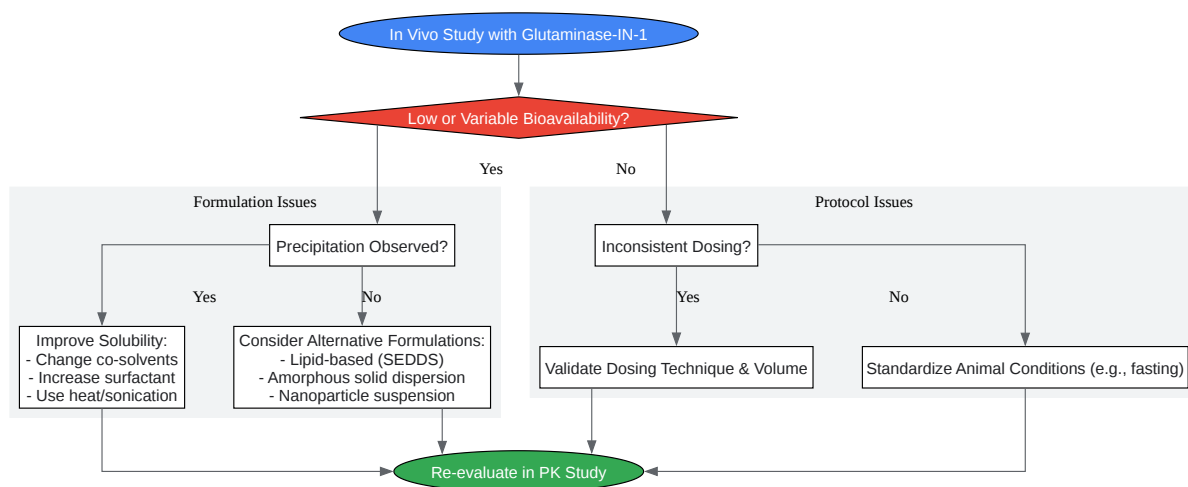 In Vivo Study with Glutaminase-IN-1
Low or Variable Bioavailability?
Yes
No
Formulation Issues
Protocol Issues
Precipitation Observed?
Inconsistent Dosing?
Yes
No
Yes
No
Improve Solubility:
- Change co-solvents
- Increase surfactant
- Use heat/sonication
Consider Alternative Formulations:
- Lipid-based (SEDDS)
- Amorphous solid dispersion
- Nanoparticle suspension
Validate Dosing Technique & Volume
Standardize Animal Conditions (e.g., fasting)
Re-evaluate in PK Study